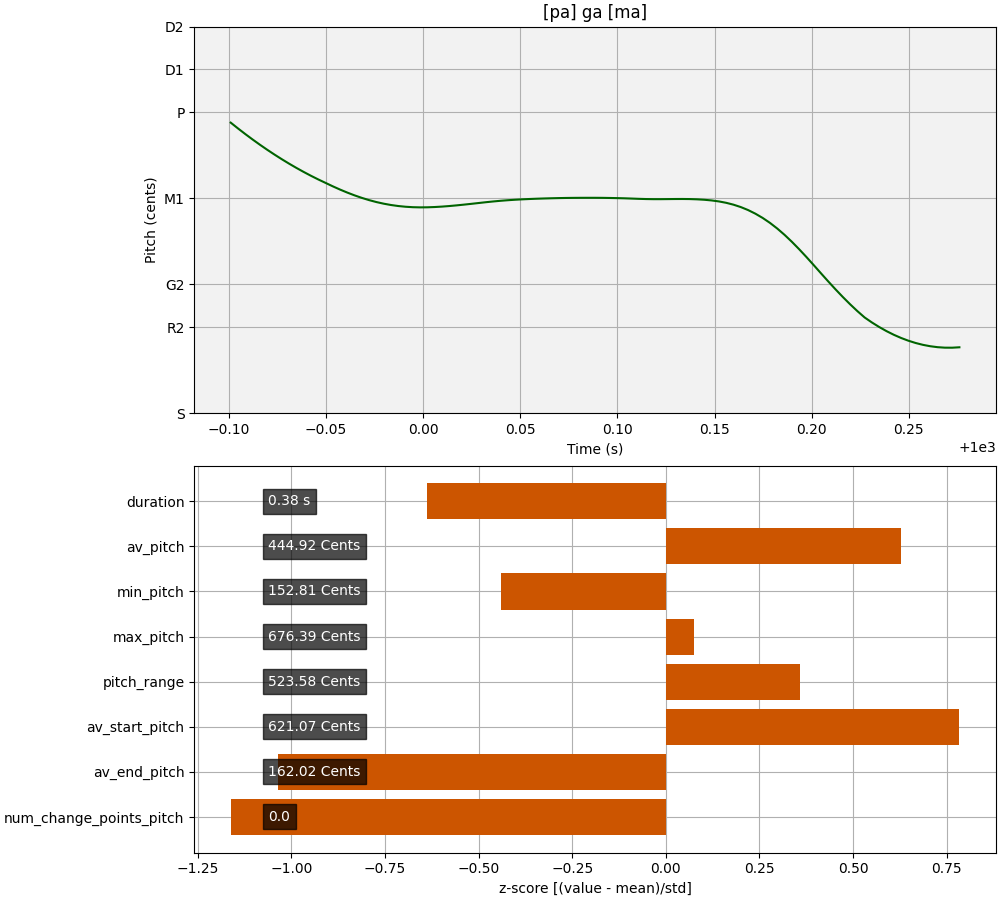 [pa] ga [ma]
D2
D1
P
M1
G2
R2
S
Pitch (cents)
−0.10 −0.05 0.00 0.05 0.10 0.15 0.20 0.25
Time (s)
+1e3
duration 0.38 s
av_pitch 444.92 Cents
min_pitch 152.81 Cents
max_pitch 676.39 Cents
pitch_range 523.58 Cents
av_start_pitch 621.07 Cents
av_end_pitch 162.02 Cents
num_change_points_pitch 0.0
−1.25 −1.00 −0.75 −0.50 −0.25 0.00 0.25 0.50 0.75
z-score [(value - mean)/std]